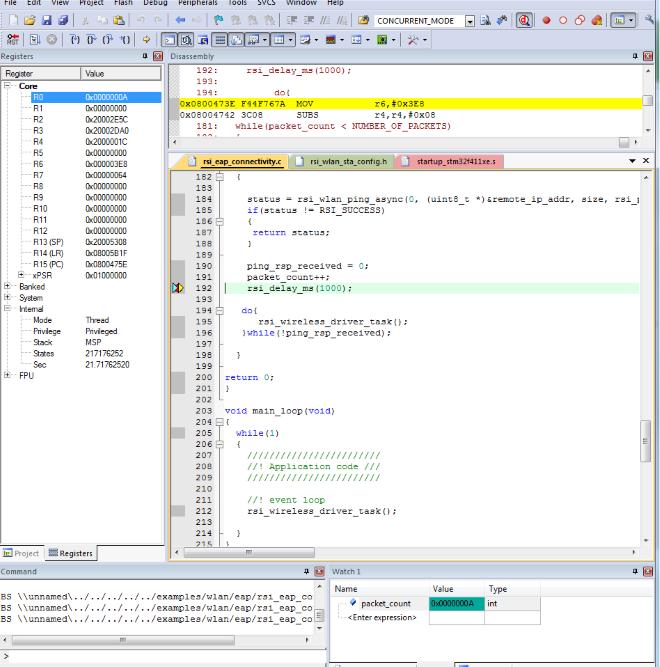 File Edit View Project Flash Debug Peripherals Tools SVCS Window Help
CONCURRENT_MODE
Registers
Register Value
Core
R0 0x0000000A
R1 0x00000000
R2 0x20002E5C
R3 0x20002DA0
R4 0x2000001C
R5 0x00000000
R6 0x000003E8
R7 0x00000064
R8 0x00000000
R9 0x00000000
R10 0x00000000
R11 0x00000000
R12 0x00000000
R13 (SP) 0x20005308
R14 (LR) 0x08005B1F
R15 (PC) 0x0800475E
xPSR 0x01000000
Banked
System
Internal
Mode Thread
Privilege Privileged
Stack MSP
States 217176252
Sec 21.71762520
FPU
Project Registers
Disassembly
192: rsi_delay_ms(1000);
193:
194: do{
0x0800473E F44F767A MOV r6,#0x3E8
0x08004742 3C08 SUBS r4,r4,#0x08
181: while(packet_count < NUMBER_OF_PACKETS)
182: {
rsi_eap_connectivity.c rsi_wlan_sta_config.h startup_stm32f411xe.s
182 {
183
184 status = rsi_wlan_ping_async(0, (uint8_t *)&remote_ip_addr, size, rsi_p
185 if(status != RSI_SUCCESS)
186 {
187 return status;
188 }
189
190 ping_rsp_received = 0;
191 packet_count++;
192 rsi_delay_ms(1000);
193
194 do{
195 rsi_wireless_driver_task();
196 }while(!ping_rsp_received);
197
198 }
199
200 return 0;
201 }
202
203 void main_loop(void)
204 {
205 while(1)
206 {
207 ////////////////////////
208 //! Application code ///
209 ////////////////////////
210
211 //! event loop
212 rsi_wireless_driver_task();
213
214 }
215 }
Command
BS \\unnamed\../../../../../examples/wlan/eap/rsi_eap_co
BS \\unnamed\../../../../../examples/wlan/eap/rsi_eap_co
BS \\unnamed\../../../../../examples/wlan/eap/rsi_eap_co
>
Watch 1
Name Value Type
packet_count 0x0000000A int
<Enter expression>